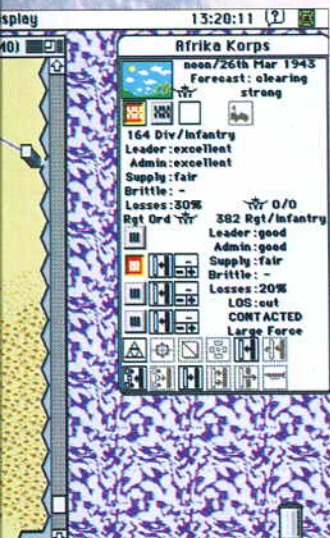 splay 13:20:11
Afrika Korps
noon/26th Mar 1943
Forecast: clearing
strong
164 Div/Infantry
Leader:excellent
Admin:excellent
Supply:fair
Brittle: -
Losses:30% 0/0
Rgt Ord 382 Rgt/Infantry
Leader:good
Admin:good
Supply:fair
Brittle: -
Losses:20%
LOS:out
CONTACTED
Large Force